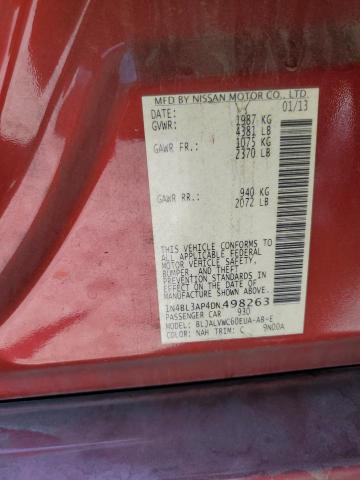 MFD BY NISSAN MOTOR CO., LTD.
DATE: 01/13
GVWR: 1987 KG
4381 LB
GAWR FR.: 1075 KG
2370 LB
GAWR RR.: 940 KG
2072 LB
THIS VEHICLE CONFORMS TO
ALL APPLICABLE FEDERAL
MOTOR VEHICLE SAFETY,
BUMPER, AND THEFT
PREVENTION STANDARDS
IN EFFECT ON THE DATE OF
MANUFACTURE SHOWN ABOVE.
1N4BL3AP4DN498263
PASSENGER CAR 930
MODEL: BLJALVWC60EUA-AB-E
COLOR: NAH TRIM: C 9N00A